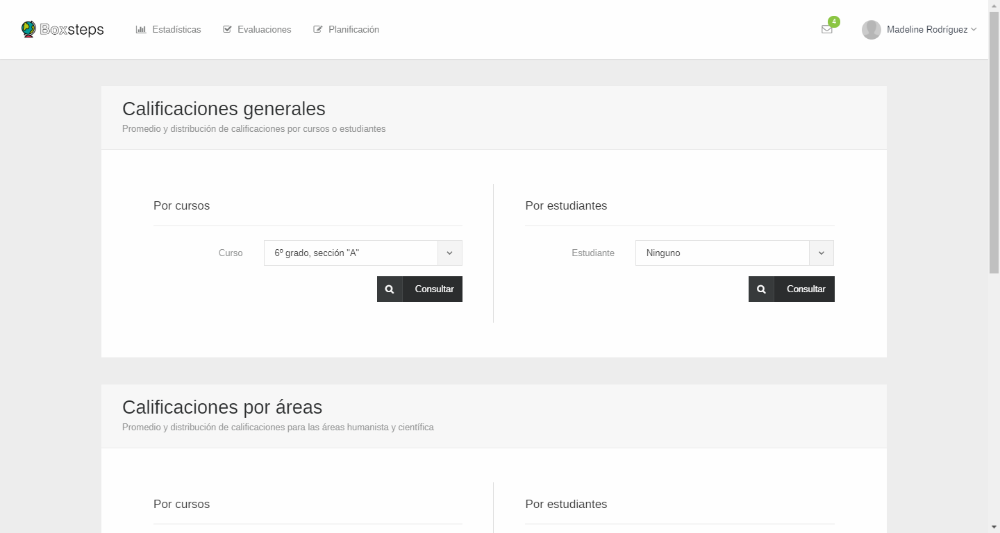 Boxsteps
Estadísticas
Evaluaciones
Planificación
4
Madeline Rodríguez
Calificaciones generales
Promedio y distribución de calificaciones por cursos o estudiantes
Por cursos
Curso
6º grado, sección "A"
Consultar
Por estudiantes
Estudiante
Ninguno
Consultar
Calificaciones por áreas
Promedio y distribución de calificaciones para las áreas humanista y científica
Por cursos
Por estudiantes